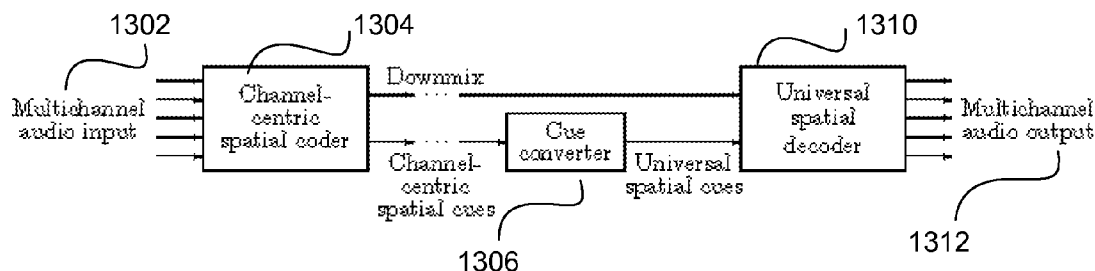 1302
1304
1310
Multichannel
audio input
Channel-
centric
spatial coder
Downmix
Channel-
centric
spatial cues
Cue
converter
Universal
spatial cues
Universal
spatial
decoder
Multichannel
audio output
1306
1312